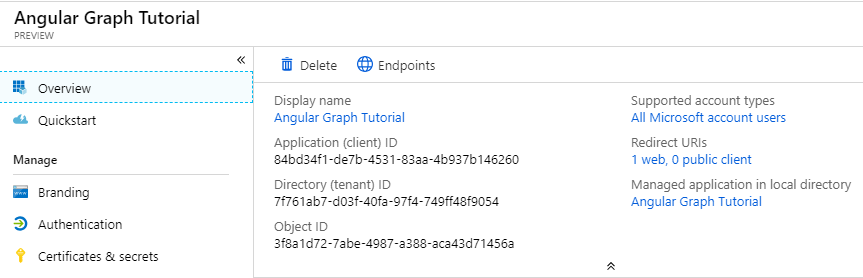 Angular Graph Tutorial
PREVIEW
«
Overview
Quickstart
Manage
Branding
Authentication
Certificates & secrets
Delete
Endpoints
Display name
Angular Graph Tutorial
Application (client) ID
84bd34f1-de7b-4531-83aa-4b937b146260
Directory (tenant) ID
7f761ab7-d03f-40fa-97f4-749ff48f9054
Object ID
3f8a1d72-7abe-4987-a388-aca43d71456a
Supported account types
All Microsoft account users
Redirect URIs
1 web, 0 public client
Managed application in local directory
Angular Graph Tutorial